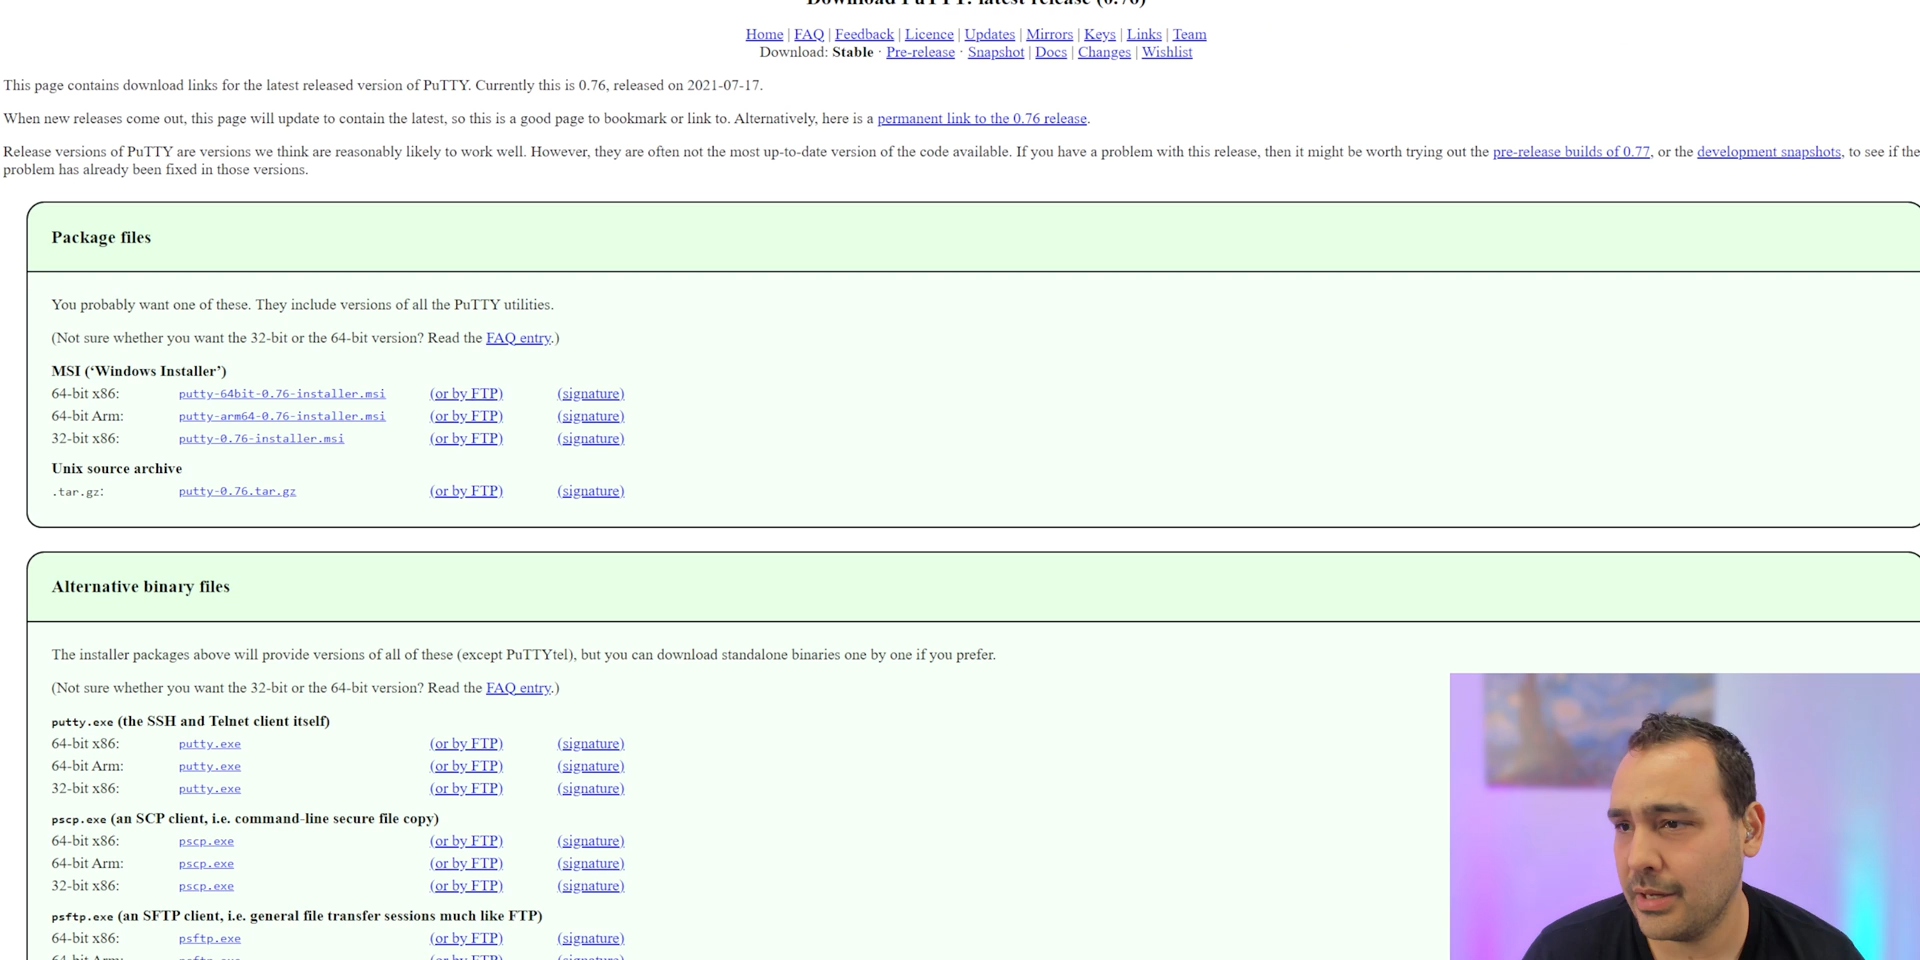 Download PuTTY: latest release (0.76)
Home | FAQ | Feedback | Licence | Updates | Mirrors | Keys | Links | Team
Download: Stable · Pre-release · Snapshot | Docs | Changes | Wishlist
This page contains download links for the latest released version of PuTTY. Currently this is 0.76, released on 2021-07-17.
When new releases come out, this page will update to contain the latest, so this is a good page to bookmark or link to. Alternatively, here is a permanent link to the 0.76 release.
Release versions of PuTTY are versions we think are reasonably likely to work well. However, they are often not the most up-to-date version of the code available. If you have a problem with this release, then it might be worth trying out the pre-release builds of 0.77, or the development snapshots, to see if the
problem has already been fixed in those versions.
Package files
You probably want one of these. They include versions of all the PuTTY utilities.
(Not sure whether you want the 32-bit or the 64-bit version? Read the FAQ entry.)
MSI (‘Windows Installer’)
64-bit x86: putty-64bit-0.76-installer.msi (or by FTP) (signature)
64-bit Arm: putty-arm64-0.76-installer.msi (or by FTP) (signature)
32-bit x86: putty-0.76-installer.msi (or by FTP) (signature)
Unix source archive
.tar.gz: putty-0.76.tar.gz (or by FTP) (signature)
Alternative binary files
The installer packages above will provide versions of all of these (except PuTTYtel), but you can download standalone binaries one by one if you prefer.
(Not sure whether you want the 32-bit or the 64-bit version? Read the FAQ entry.)
putty.exe (the SSH and Telnet client itself)
64-bit x86: putty.exe (or by FTP) (signature)
64-bit Arm: putty.exe (or by FTP) (signature)
32-bit x86: putty.exe (or by FTP) (signature)
pscp.exe (an SCP client, i.e. command-line secure file copy)
64-bit x86: pscp.exe (or by FTP) (signature)
64-bit Arm: pscp.exe (or by FTP) (signature)
32-bit x86: pscp.exe (or by FTP) (signature)
psftp.exe (an SFTP client, i.e. general file transfer sessions much like FTP)
64-bit x86: psftp.exe (or by FTP) (signature)
64-bit Arm: psftp.exe (or by FTP) (signature)